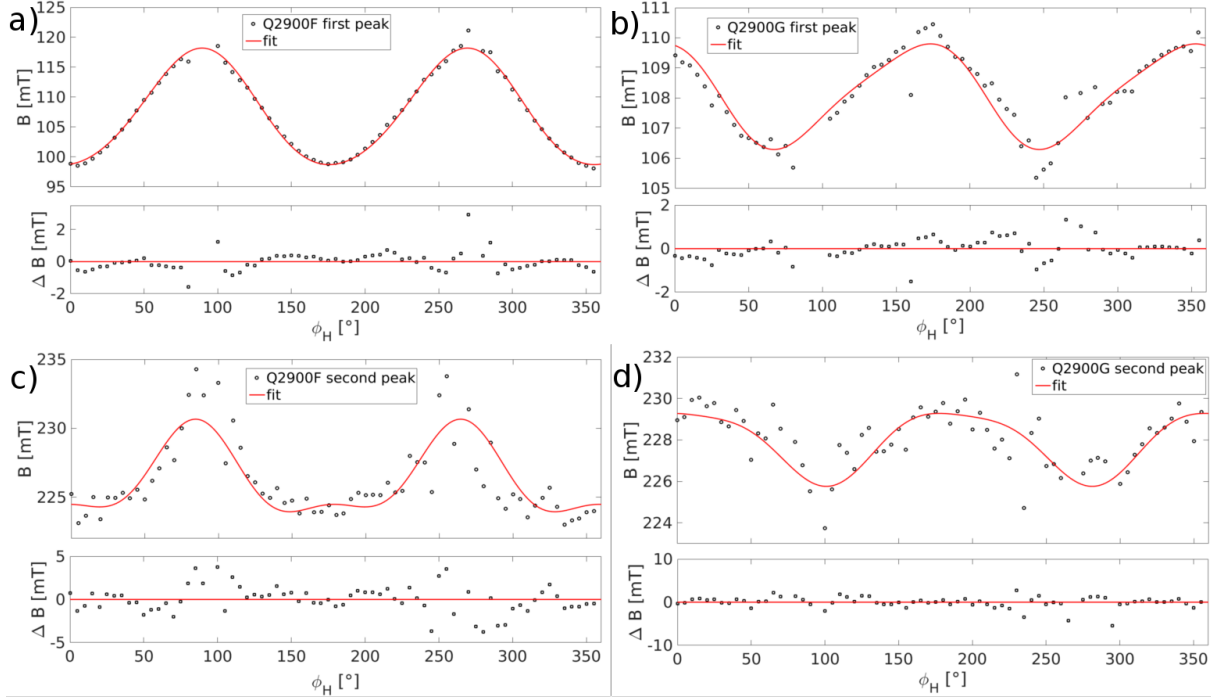 a)
125
120
115
110
105
100
95
B [mT]
Q2900F first peak
fit
2
0
-2
Δ B [mT]
0 50 100 150 200 250 300 350
ϕH [°]
b)
110
109
108
107
106
105
B [mT]
Q2900G first peak
fit
2
0
-2
Δ B [mT]
0 50 100 150 200 250 300 350
ϕH [°]
c)
235
230
225
B [mT]
Q2900F second peak
fit
5
0
-5
Δ B [mT]
0 50 100 150 200 250 300 350
ϕH [°]
d)
232
230
228
226
224
B [mT]
Q2900G second peak
fit
10
0
-10
Δ B [mT]
0 50 100 150 200 250 300 350
ϕH [°]